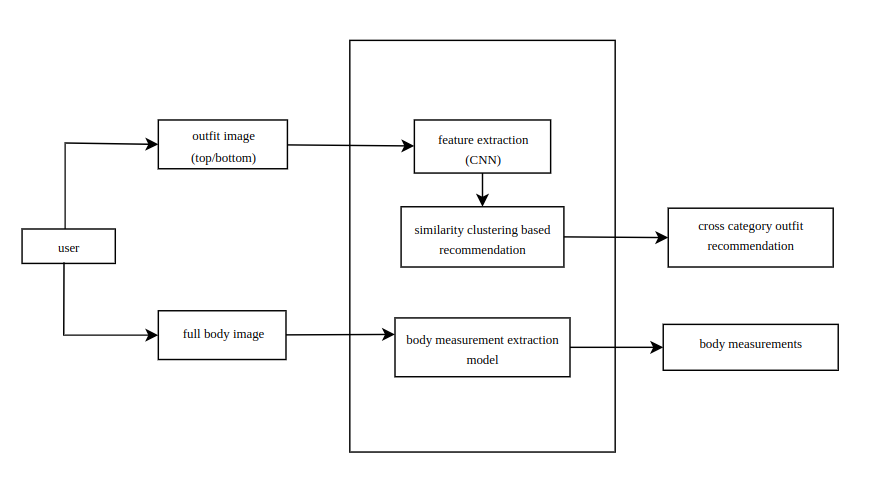 user
outfit image
(top/bottom)
full body image
feature extraction
(CNN)
similarity clustering based
recommendation
body measurement extraction
model
cross category outfit
recommendation
body measurements